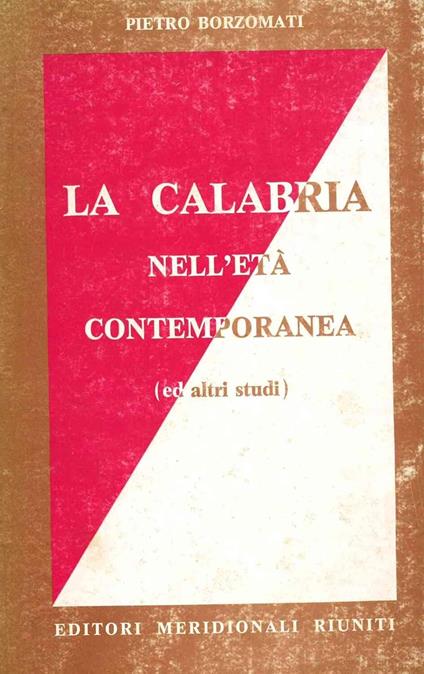 PIETRO BORZOMATI
LA CALABRIA
NELL'ETÀ
CONTEMPORANEA
(ed altri studi)
EDITORI MERIDIONALI RIUNITI